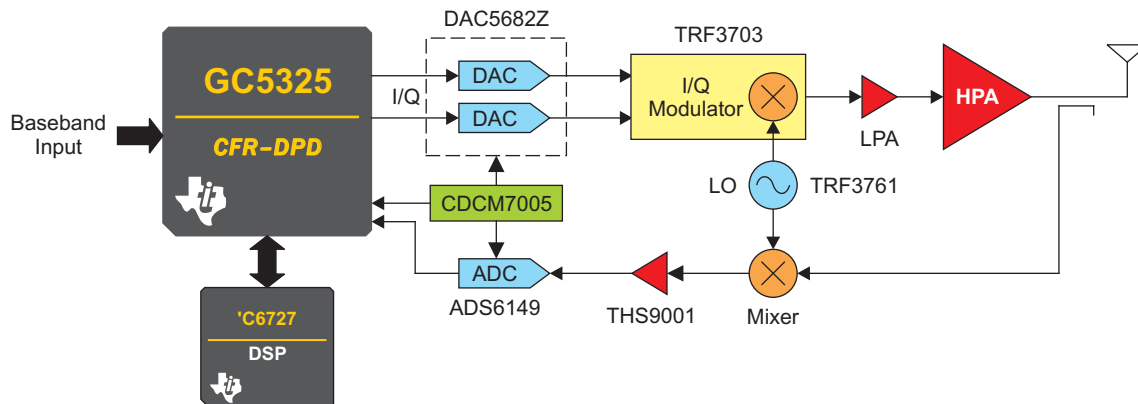 DAC5682Z
TRF3703
GC5325
CFR-DPD
Baseband
Input
I/Q
DAC
DAC
I/Q
Modulator
LPA
HPA
LO
TRF3761
CDCM7005
ADC
ADS6149
THS9001
Mixer
'C6727
DSP